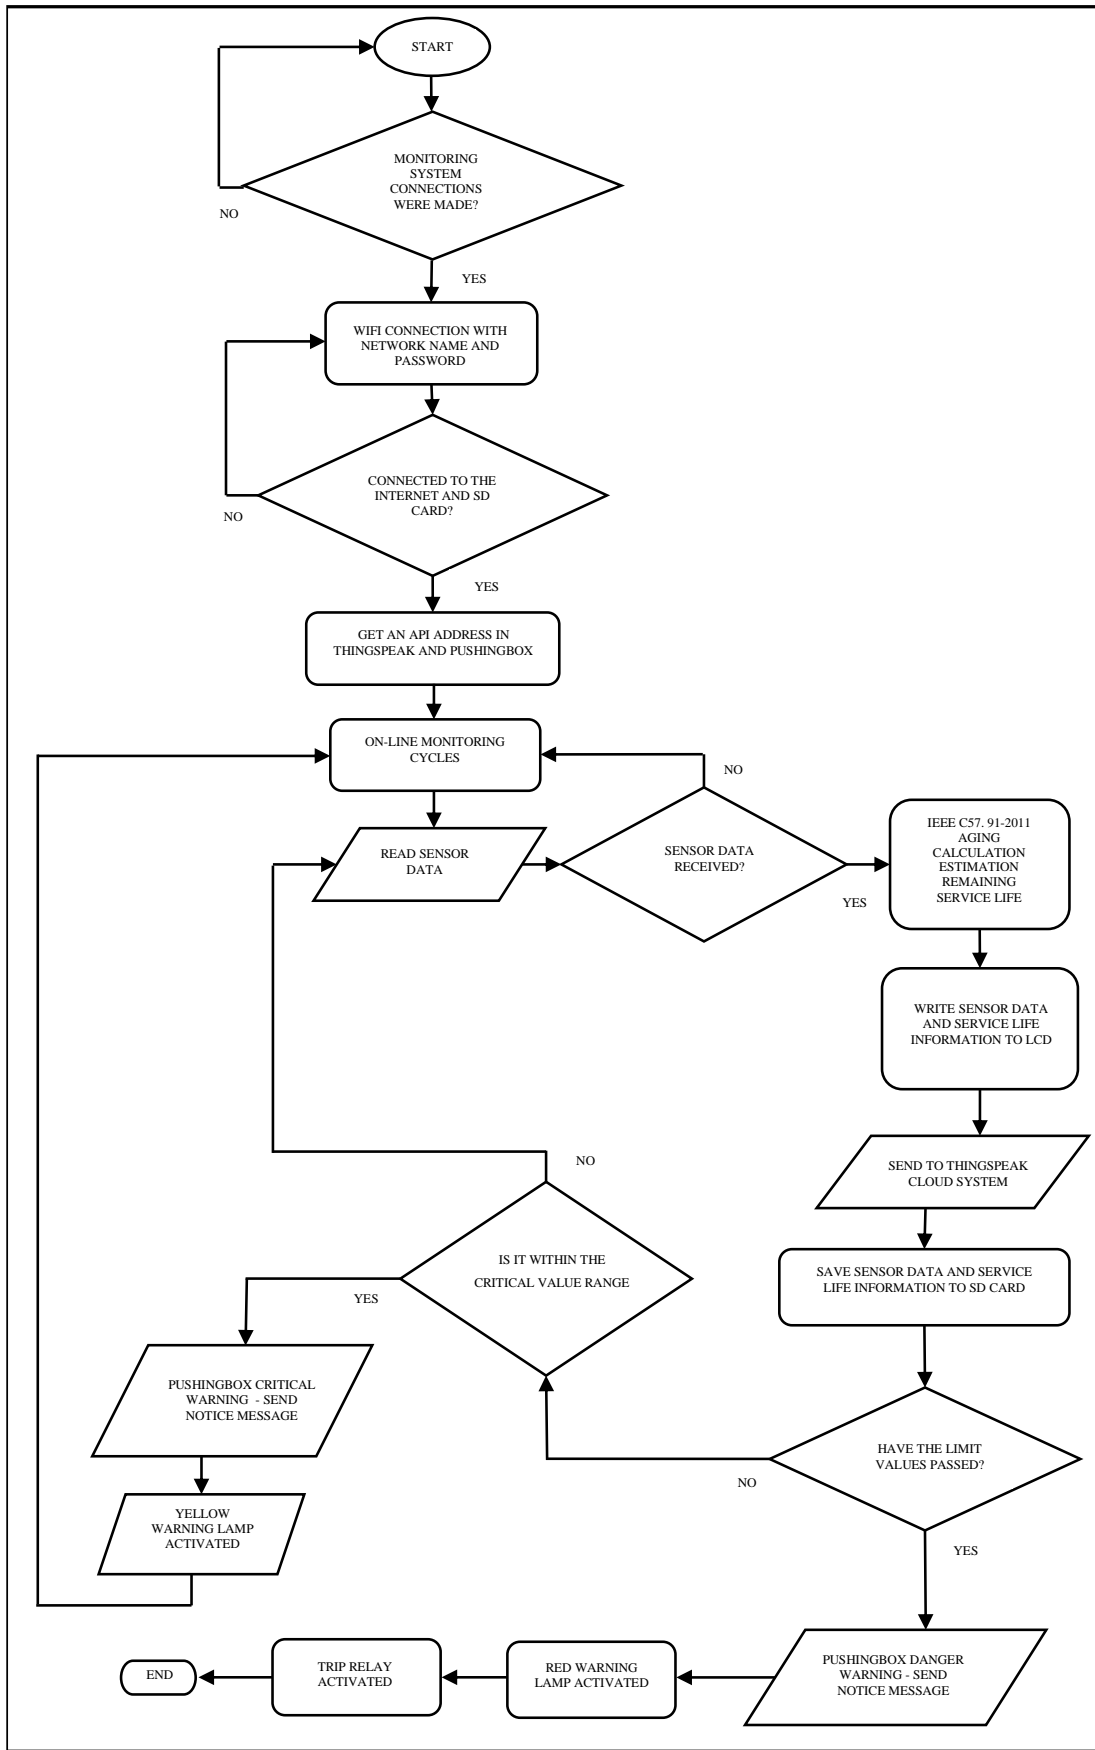 START
MONITORING
SYSTEM
CONNECTIONS
WERE MADE?
NO
YES
WIFI CONNECTION WITH
NETWORK NAME AND
PASSWORD
CONNECTED TO THE
INTERNET AND SD
CARD?
NO
YES
GET AN API ADDRESS IN
THINGSPEAK AND PUSHINGBOX
ON-LINE MONITORING
CYCLES
NO
READ SENSOR
DATA
SENSOR DATA
RECEIVED?
YES
IEEE C57. 91-2011
AGING
CALCULATION
ESTIMATION
REMAINING
SERVICE LIFE
WRITE SENSOR DATA
AND SERVICE LIFE
INFORMATION TO LCD
SEND TO THINGSPEAK
CLOUD SYSTEM
SAVE SENSOR DATA AND SERVICE
LIFE INFORMATION TO SD CARD
HAVE THE LIMIT
VALUES PASSED?
NO
YES
IS IT WITHIN THE
CRITICAL VALUE RANGE
NO
YES
PUSHINGBOX CRITICAL
WARNING - SEND
NOTICE MESSAGE
YELLOW
WARNING LAMP
ACTIVATED
PUSHINGBOX DANGER
WARNING - SEND
NOTICE MESSAGE
RED WARNING
LAMP ACTIVATED
TRIP RELAY
ACTIVATED
END